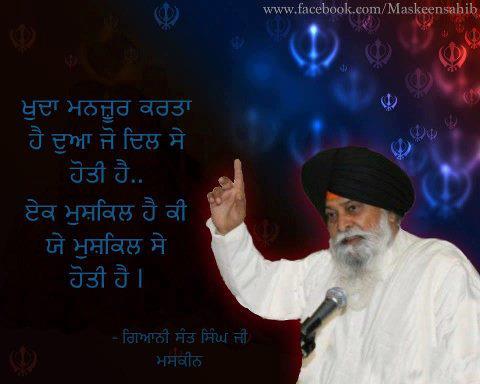 www.facebook.com/Maskeensahib
ਖੁਦਾ ਮਨਜ਼ੂਰ ਕਰਤਾ
ਹੈ ਦੁਆ ਜੋ ਦਿਲ ਸੇ
ਹੋਤੀ ਹੈ..
ਏਕ ਮੁਸ਼ਕਿਲ ਹੈ ਕੀ
ਯੇ ਮੁਸ਼ਕਿਲ ਸੇ
ਹੋਤੀ ਹੈ।
- ਗਿਆਨੀ ਸੰਤ ਸਿੰਘ ਜੀ
ਮਸਕੀਨ